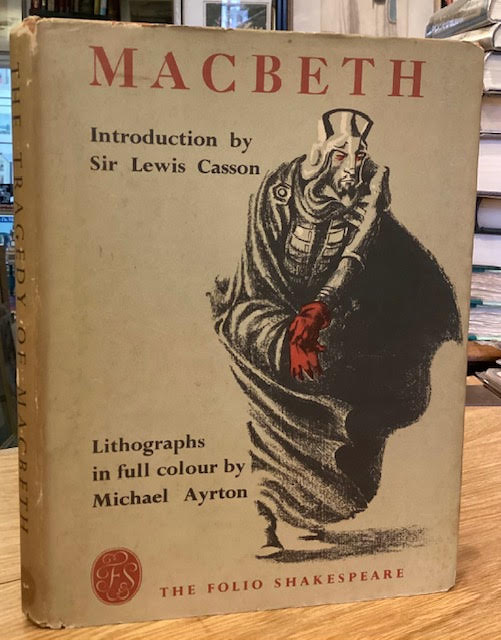 MACBETH
Introduction by
Sir Lewis Casson
Lithographs
in full colour by
Michael Ayrton
FS
THE FOLIO SHAKESPEARE
THE TRAGEDY OF MACBETH